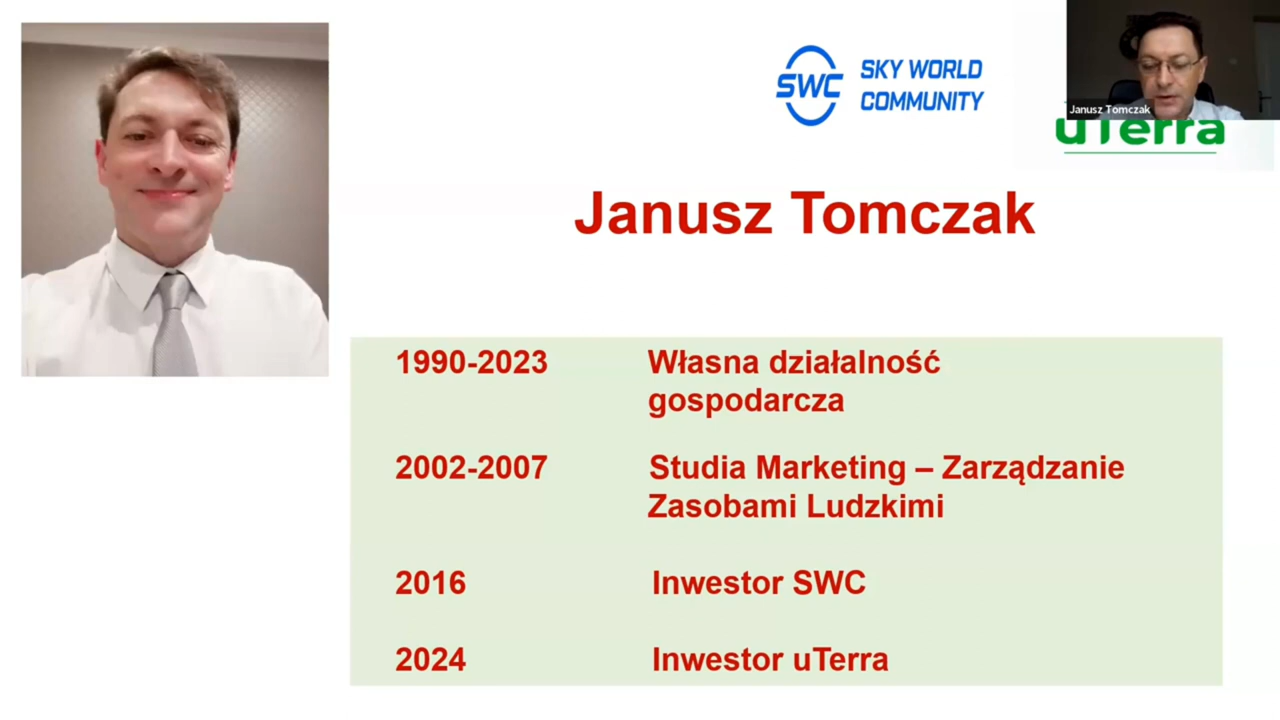 SWC
SKY WORLD
COMMUNITY
Janusz Tomczak
uTerra
Janusz Tomczak
1990-2023 Własna działalność
gospodarcza
2002-2007 Studia Marketing – Zarządzanie
Zasobami Ludzkimi
2016 Inwestor SWC
2024 Inwestor uTerra